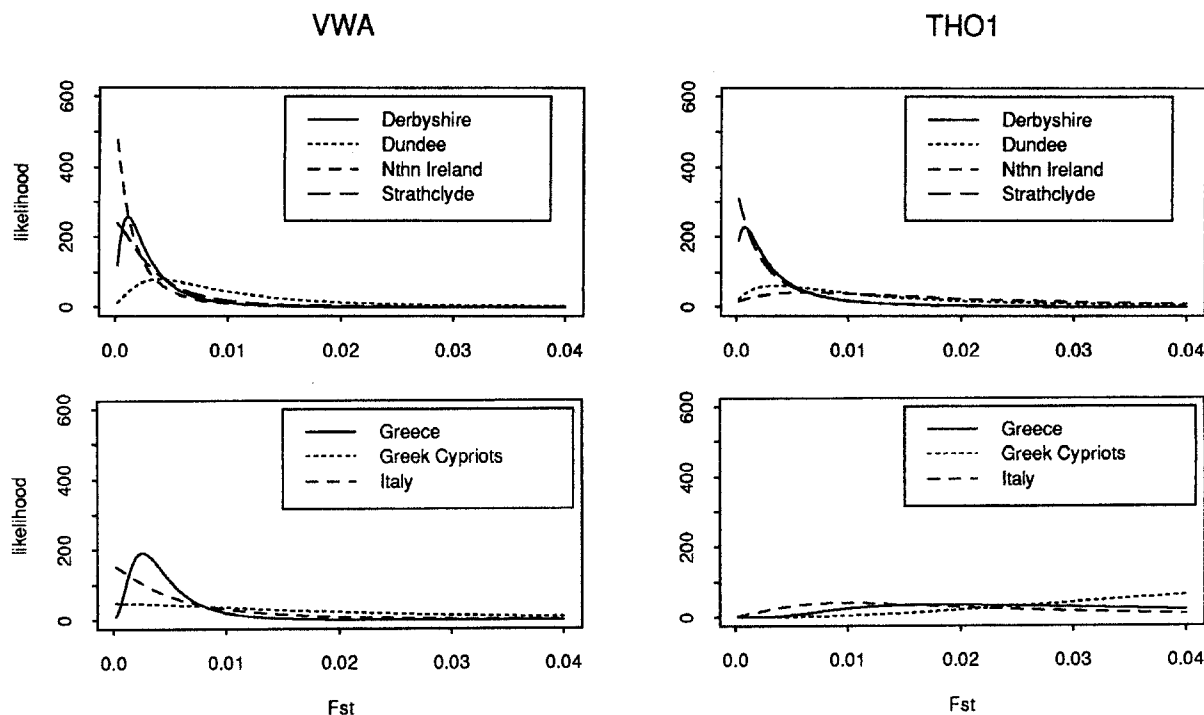 VWA
likelihood
600
400
200
0
Derbyshire
Dundee
Nthn Ireland
Strathclyde
0.0 0.01 0.02 0.03 0.04
THO1
600
400
200
0
Derbyshire
Dundee
Nthn Ireland
Strathclyde
0.0 0.01 0.02 0.03 0.04
likelihood
600
400
200
0
Greece
Greek Cypriots
Italy
0.0 0.01 0.02 0.03 0.04
Fst
600
400
200
0
Greece
Greek Cypriots
Italy
0.0 0.01 0.02 0.03 0.04
Fst